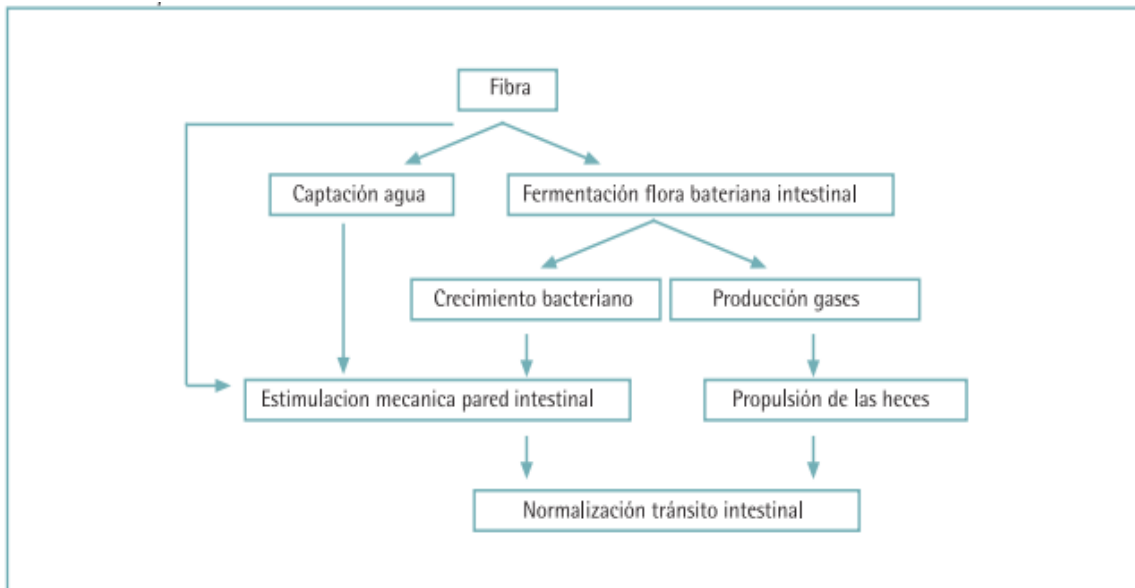 Fibra
Captación agua
Fermentación flora bateriana intestinal
Crecimiento bacteriano
Producción gases
Estimulacion mecanica pared intestinal
Propulsión de las heces
Normalización tránsito intestinal